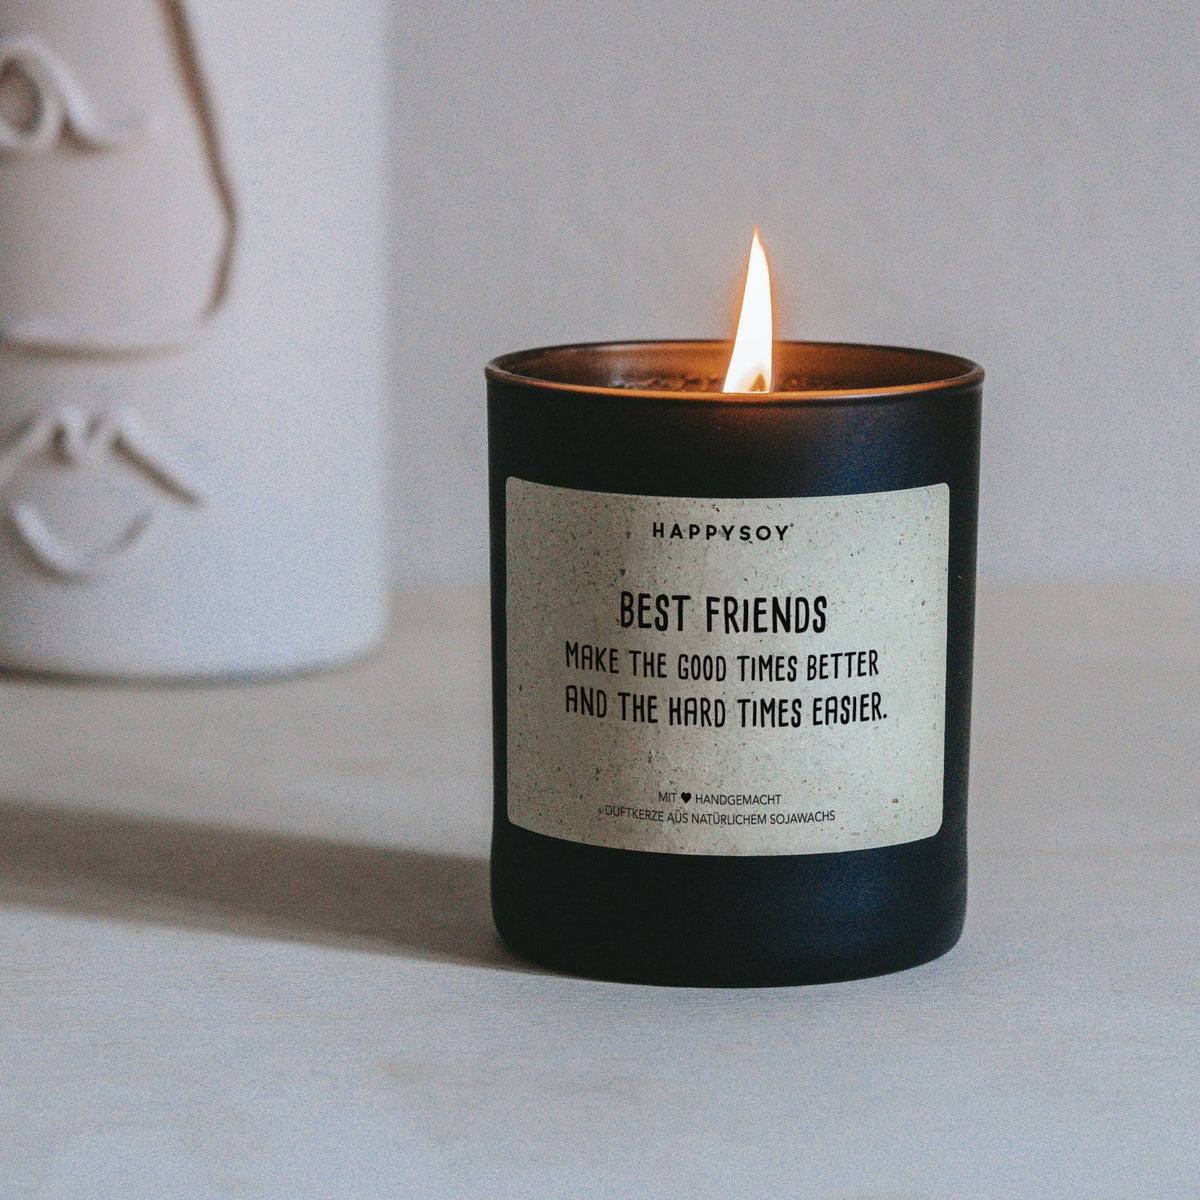 HAPPYSOY®
BEST FRIENDS
MAKE THE GOOD TIMES BETTER
AND THE HARD TIMES EASIER.
MIT ♥ HANDGEMACHT
DUFTKERZE AUS NATÜRLICHEM SOJAWACHS